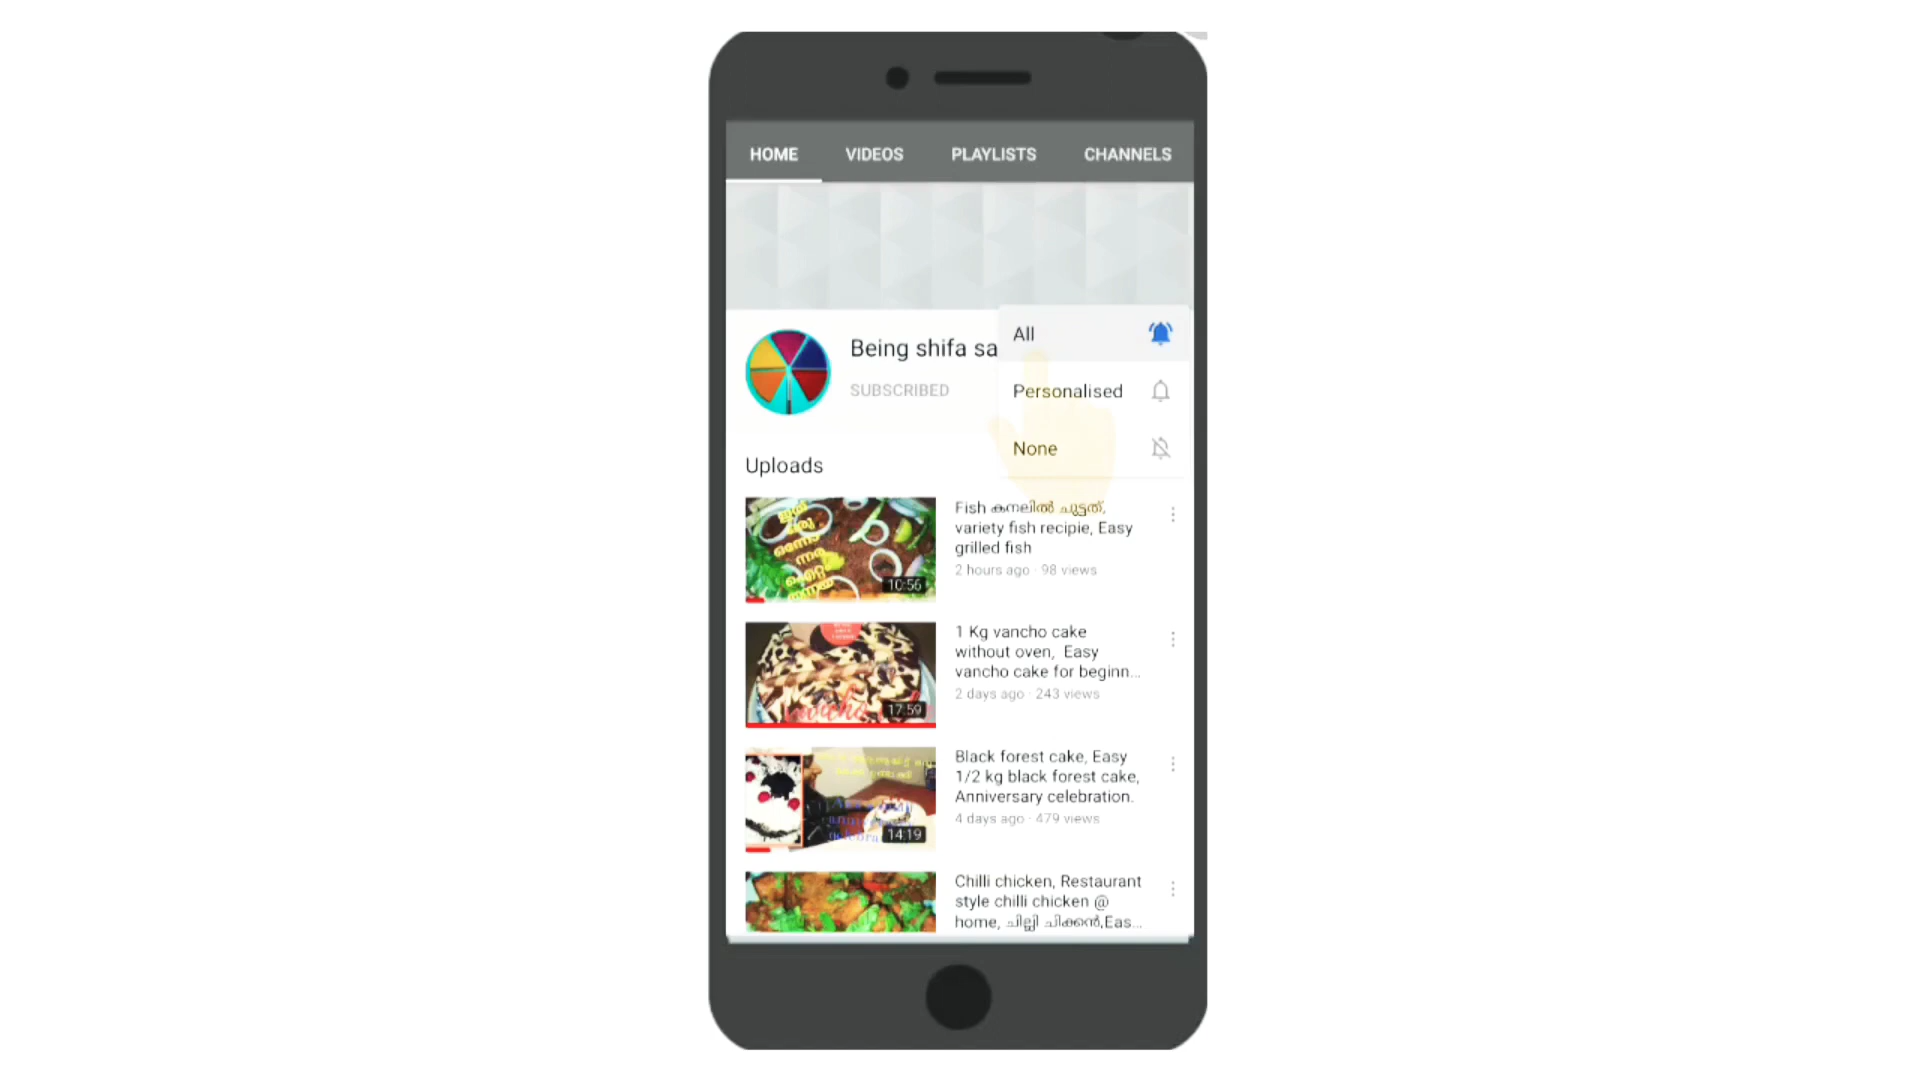 HOME VIDEOS PLAYLISTS CHANNELS
Being shifa sa
SUBSCRIBED
All
Personalised
None
Uploads
10:56
Fish കനലിൽ ചുട്ടത്,
variety fish recipie, Easy
grilled fish
2 hours ago · 98 views
17:59
1 Kg vancho cake
without oven, Easy
vancho cake for beginn...
2 days ago · 243 views
14:19
Black forest cake, Easy
1/2 kg black forest cake,
Anniversary celebration.
4 days ago · 479 views
Chilli chicken, Restaurant
style chilli chicken @
home, ചില്ലി ചിക്കൻ,Eas...